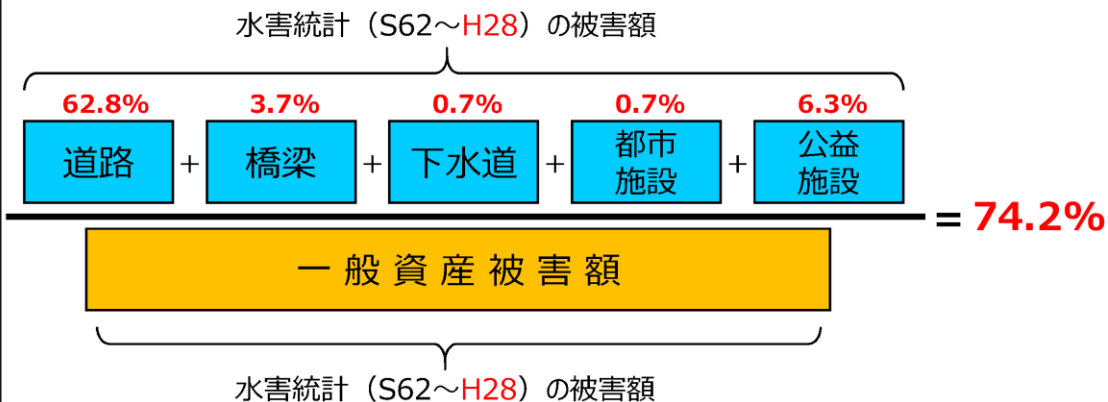 水害統計（S62～H28）の被害額
62.8% 3.7% 0.7% 0.7% 6.3%
道路 + 橋梁 + 下水道 + 都市施設 + 公益施設
= 74.2%
一般資産被害額
水害統計（S62～H28）の被害額